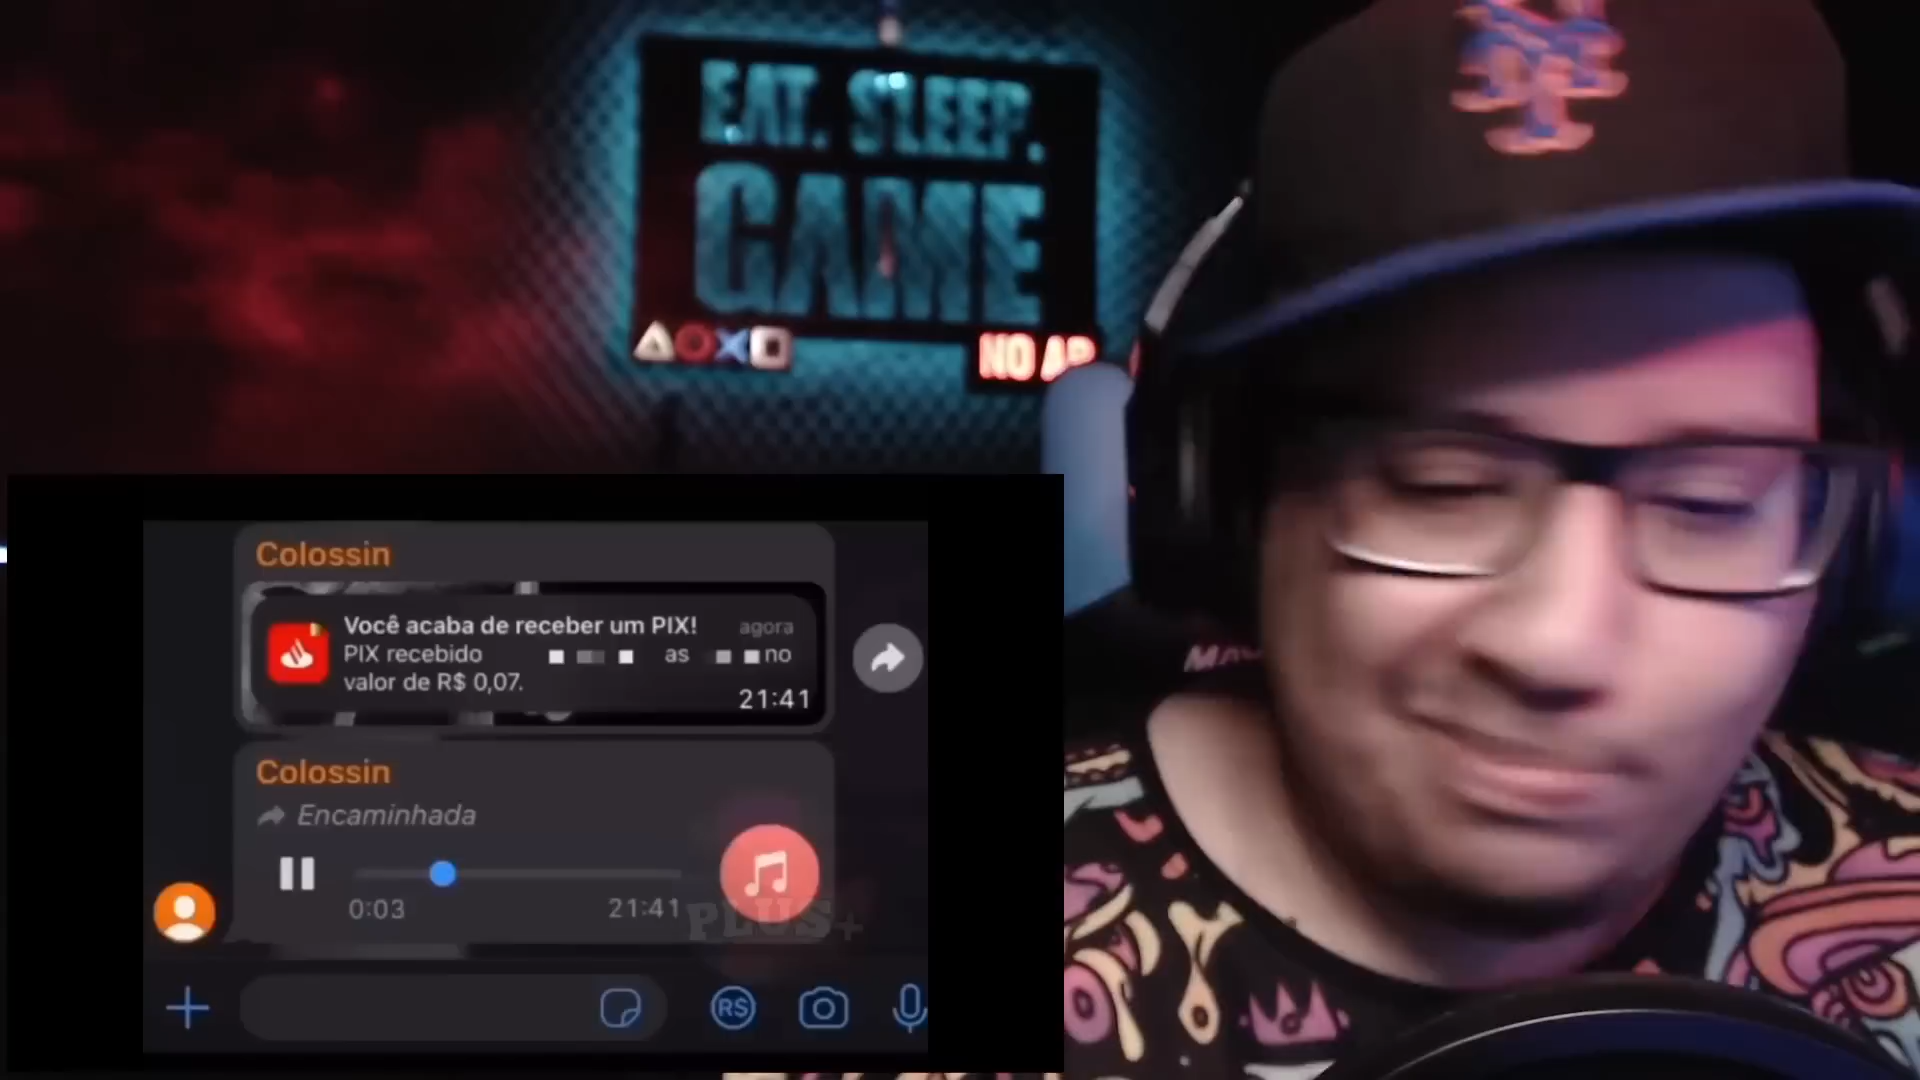 EAT. SLEEP.
GAME
NO AR
Colossin
Você acaba de receber um PIX! agora
PIX recebido as no
valor de R$ 0,07.
21:41
Colossin
Encaminhada
0:03 21:41
PLUS+
R$